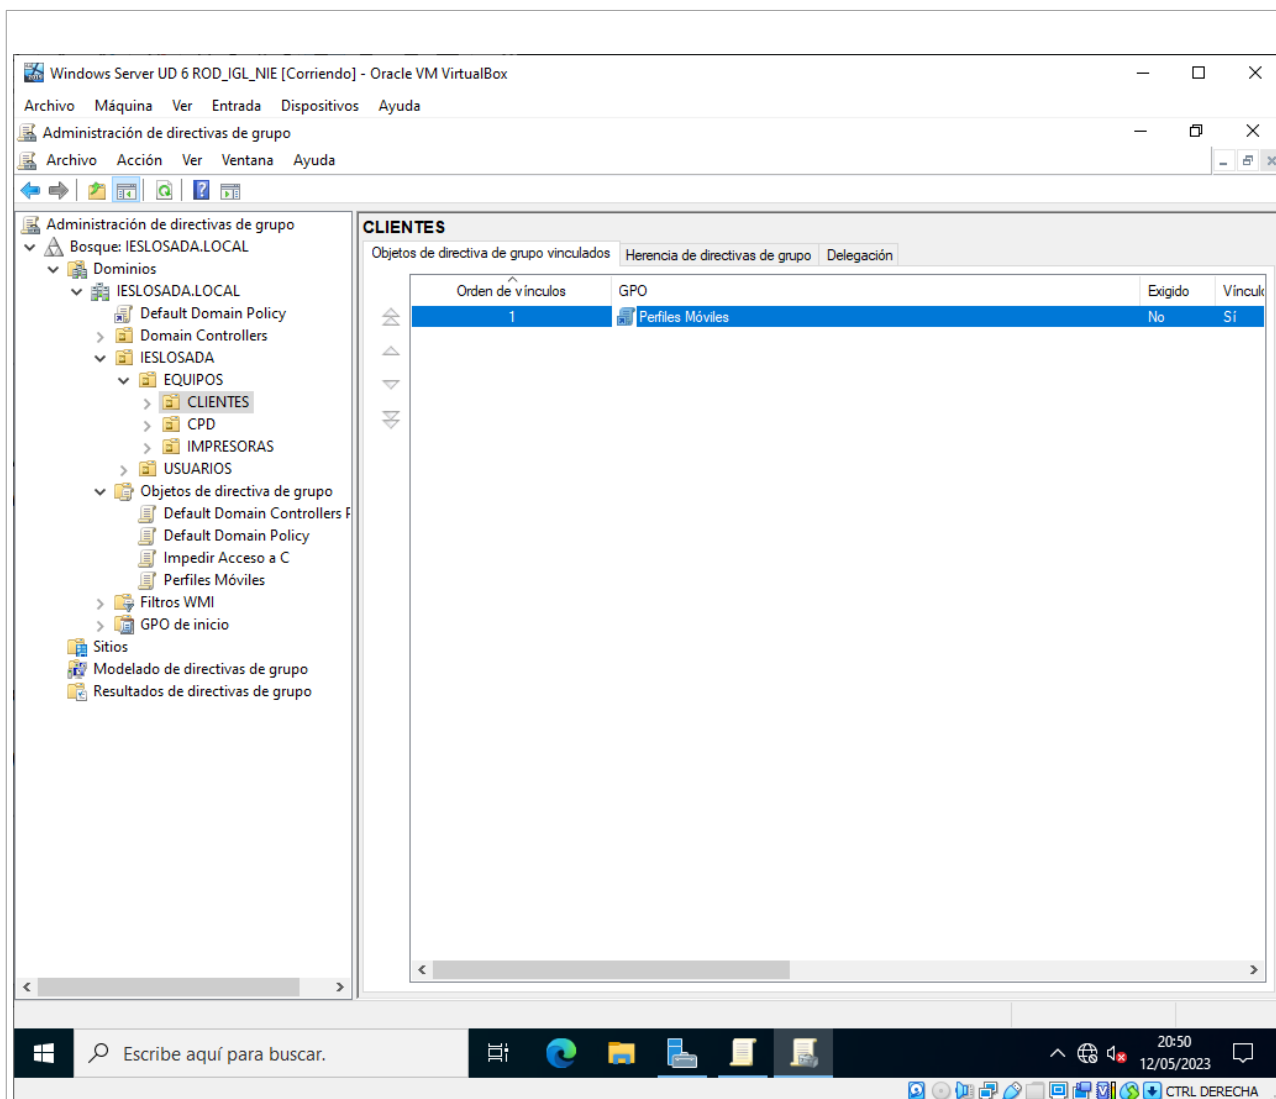 Windows Server UD 6 ROD_IGL_NIE [Corriendo] - Oracle VM VirtualBox
Archivo Máquina Ver Entrada Dispositivos Ayuda
Administración de directivas de grupo
Archivo Acción Ver Ventana Ayuda
Administración de directivas de grupo
Bosque: IESLOSADA.LOCAL
Dominios
IESLOSADA.LOCAL
Default Domain Policy
Domain Controllers
IESLOSADA
EQUIPOS
CLIENTES
CPD
IMPRESORAS
USUARIOS
Objetos de directiva de grupo
Default Domain Controllers P
Default Domain Policy
Impedir Acceso a C
Perfiles Móviles
Filtros WMI
GPO de inicio
Sitios
Modelado de directivas de grupo
Resultados de directivas de grupo
CLIENTES
Objetos de directiva de grupo vinculados Herencia de directivas de grupo Delegación
Orden de vínculos GPO Exigido Víncul
1 Perfiles Móviles No Sí
Escribe aquí para buscar.
20:50
12/05/2023
CTRL DERECHA